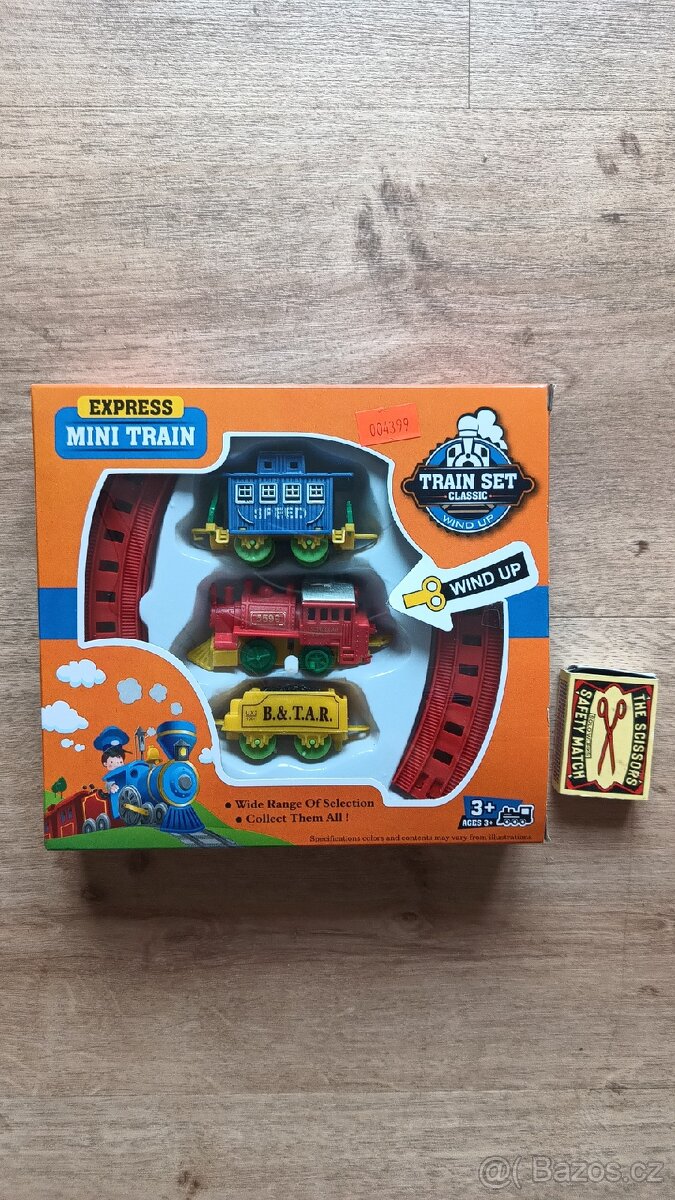 EXPRESS
MINI TRAIN
004399
TRAIN SET
CLASSIC
WIND UP
SPEED
WIND UP
B.&.T.A.R.
THE SCISSORS
SAFETY MATCH
• Wide Range Of Selection
• Collect Them All !
3+
AGES 3+
Specifications colors and contents may vary from illustrations
@( Bazos.cz